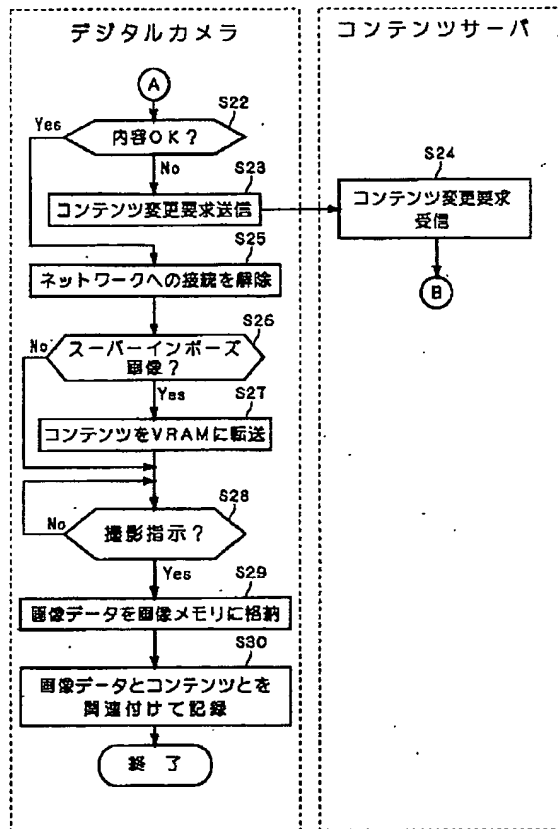 デジタルカメラ
コンテンツサーバ
A
S22
Yes
内容OK?
No
S23
S24
コンテンツ変更要求送信
コンテンツ変更要求
受信
S25
ネットワークへの接続を解除
B
S26
No
スーパーインポーズ
画像?
Yes
S27
コンテンツをVRAMに転送
S28
No
撮影指示?
Yes
S29
画像データを画像メモリに格納
S30
画像データとコンテンツとを
関連付けて記録
終了